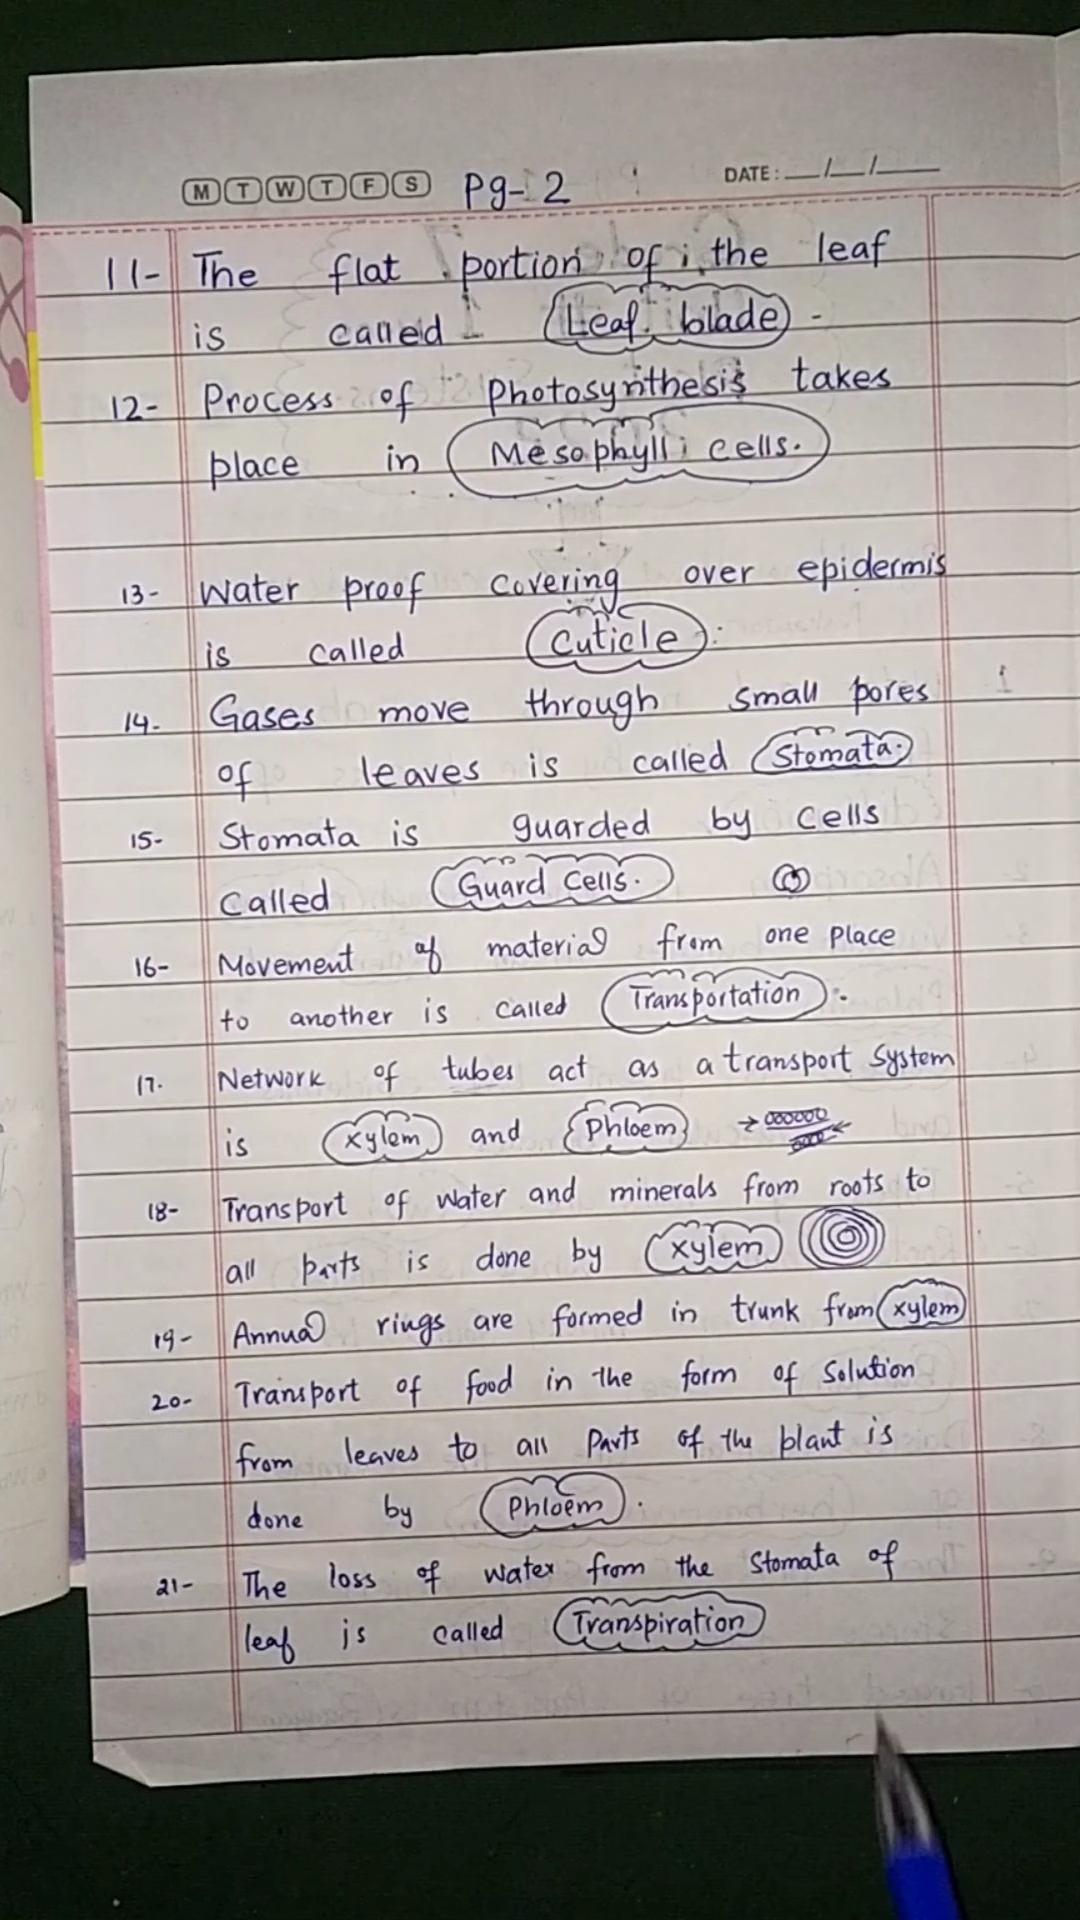 M T W T F S Pg-2 DATE: __/__/__
11- The flat portion of the leaf
is called Leaf blade -
12- Process of Photosynthesis takes
place in Mesophyll cells.
13- Water proof covering over epidermis
is called Cuticle.
14- Gases move through small pores
of leaves is called Stomata.
15- Stomata is guarded by Cells
Called Guard Cells.
16- Movement of material from one place
to another is called Transportation.
17. Network of tubes act as a transport System
is Xylem and Phloem
18- Transport of water and minerals from roots to
all parts is done by Xylem
19- Annual rings are formed in trunk from Xylem
20- Transport of food in the form of Solution
from leaves to all Parts of the plant is
done by Phloem.
21- The loss of water from the Stomata of
leaf is called Transpiration